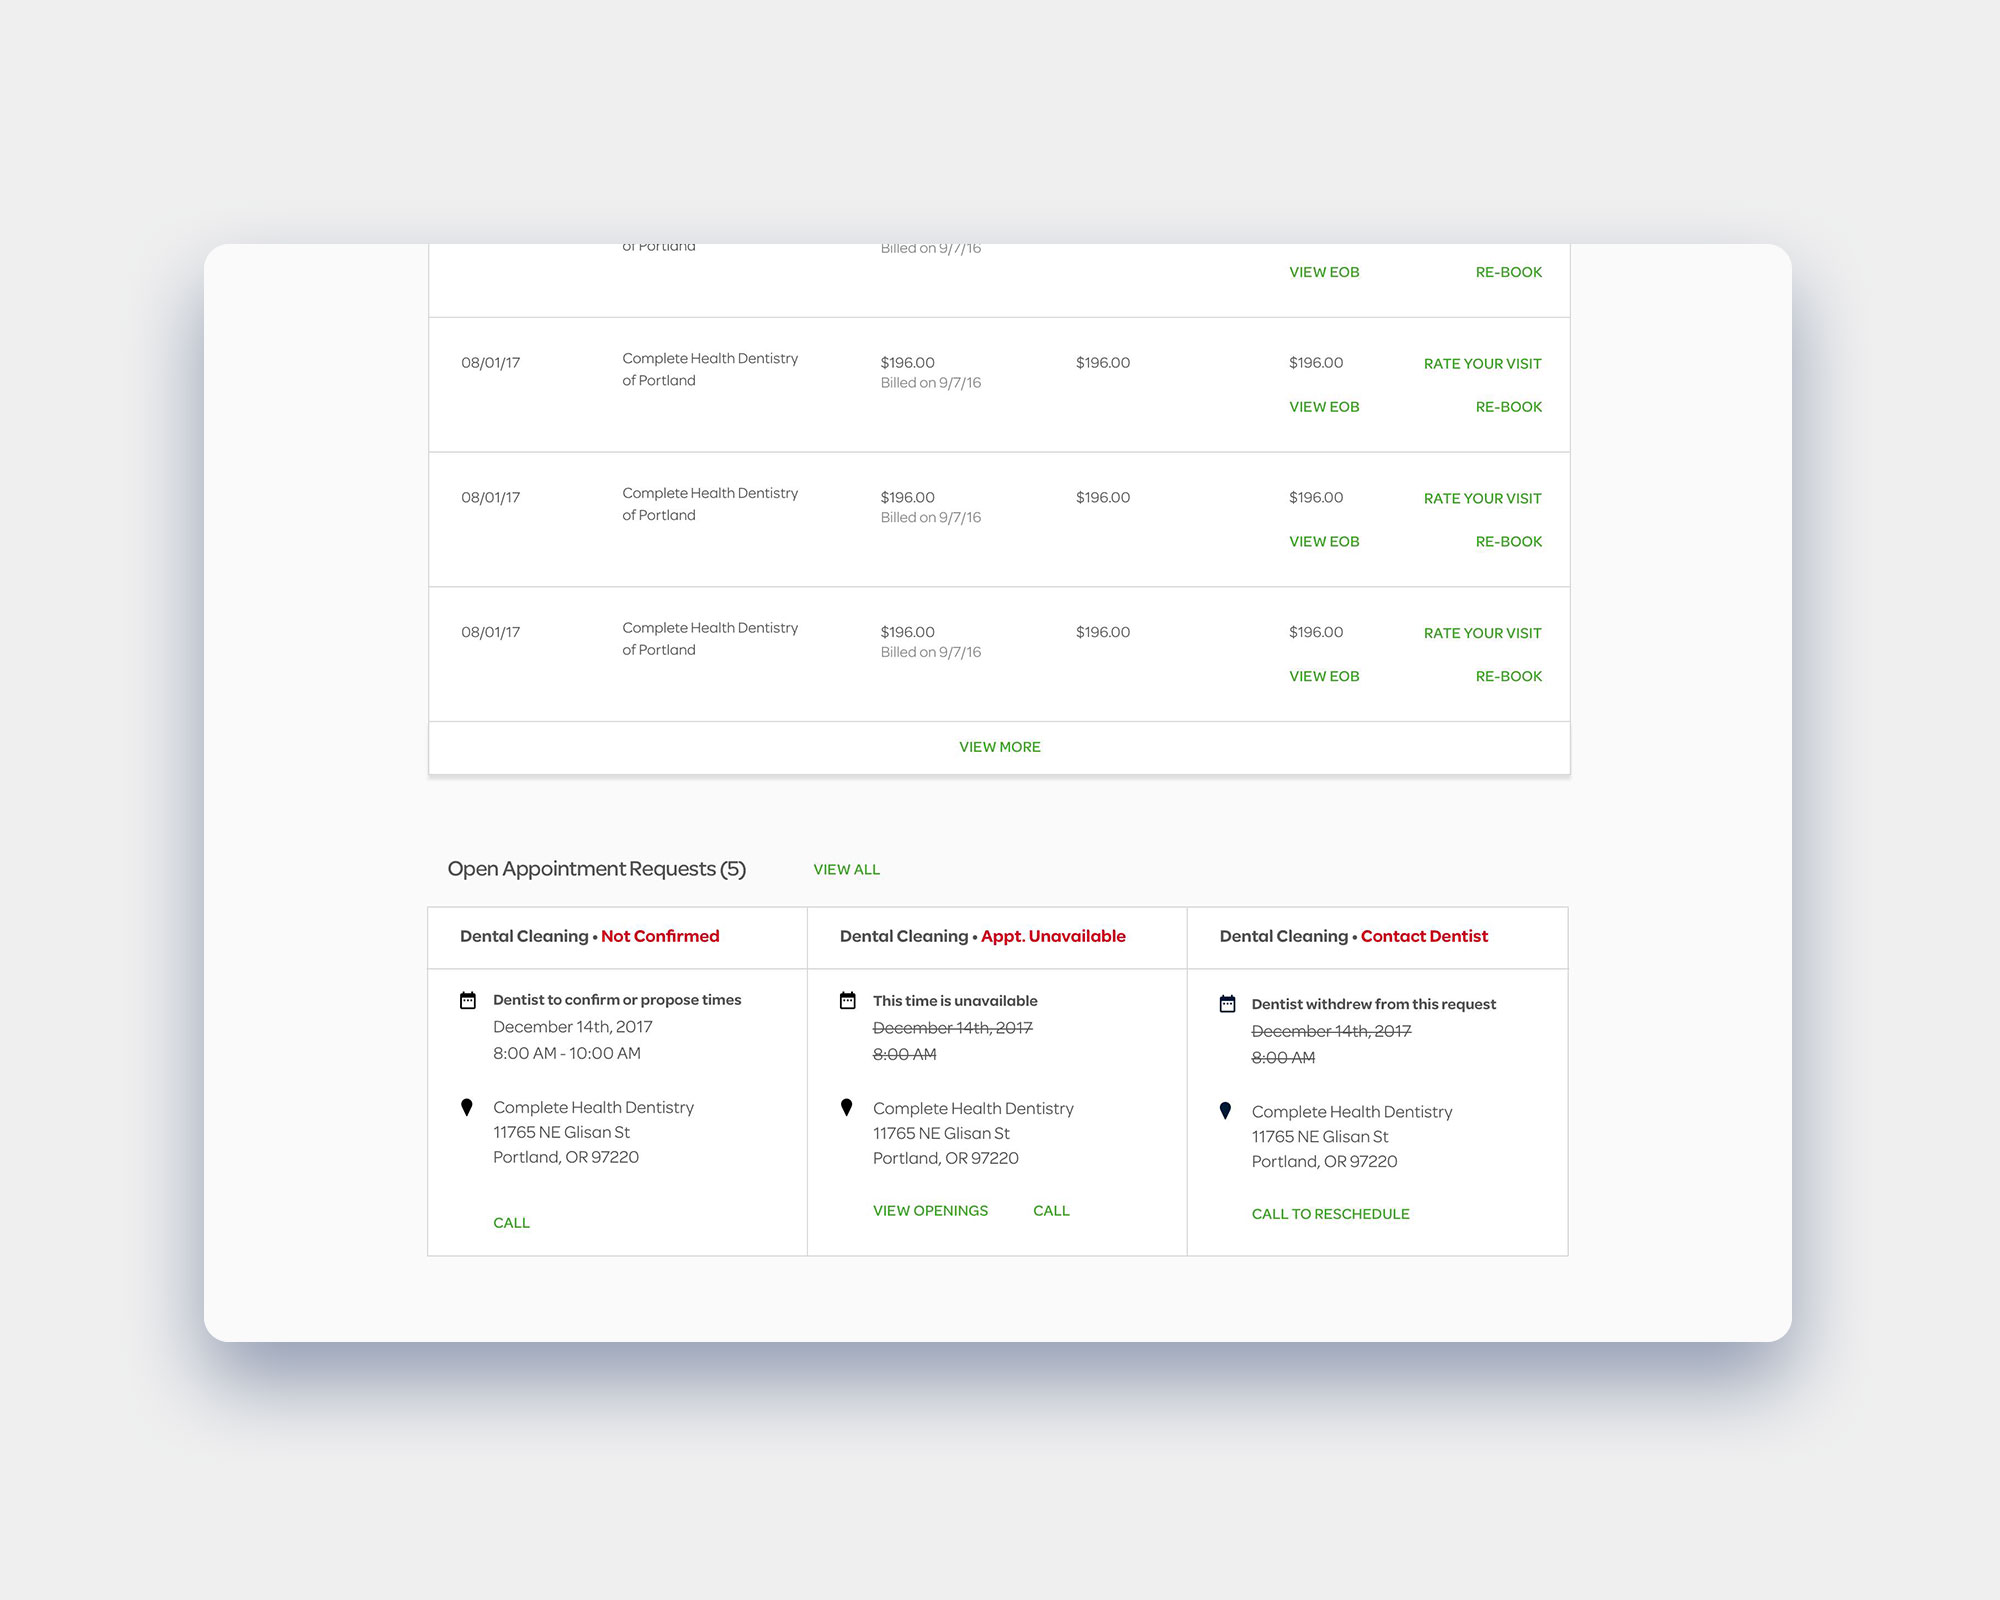 of Portland
Billed on 9/7/16
VIEW EOB RE-BOOK
08/01/17 Complete Health Dentistry $196.00 $196.00 $196.00 RATE YOUR VISIT
of Portland Billed on 9/7/16
VIEW EOB RE-BOOK
08/01/17 Complete Health Dentistry $196.00 $196.00 $196.00 RATE YOUR VISIT
of Portland Billed on 9/7/16
VIEW EOB RE-BOOK
08/01/17 Complete Health Dentistry $196.00 $196.00 $196.00 RATE YOUR VISIT
of Portland Billed on 9/7/16
VIEW EOB RE-BOOK
VIEW MORE
Open Appointment Requests (5) VIEW ALL
Dental Cleaning • Not Confirmed
Dentist to confirm or propose times
December 14th, 2017
8:00 AM - 10:00 AM
Complete Health Dentistry
11765 NE Glisan St
Portland, OR 97220
CALL
Dental Cleaning • Appt. Unavailable
This time is unavailable
December 14th, 2017
8:00 AM
Complete Health Dentistry
11765 NE Glisan St
Portland, OR 97220
VIEW OPENINGS CALL
Dental Cleaning • Contact Dentist
Dentist withdrew from this request
December 14th, 2017
8:00 AM
Complete Health Dentistry
11765 NE Glisan St
Portland, OR 97220
CALL TO RESCHEDULE